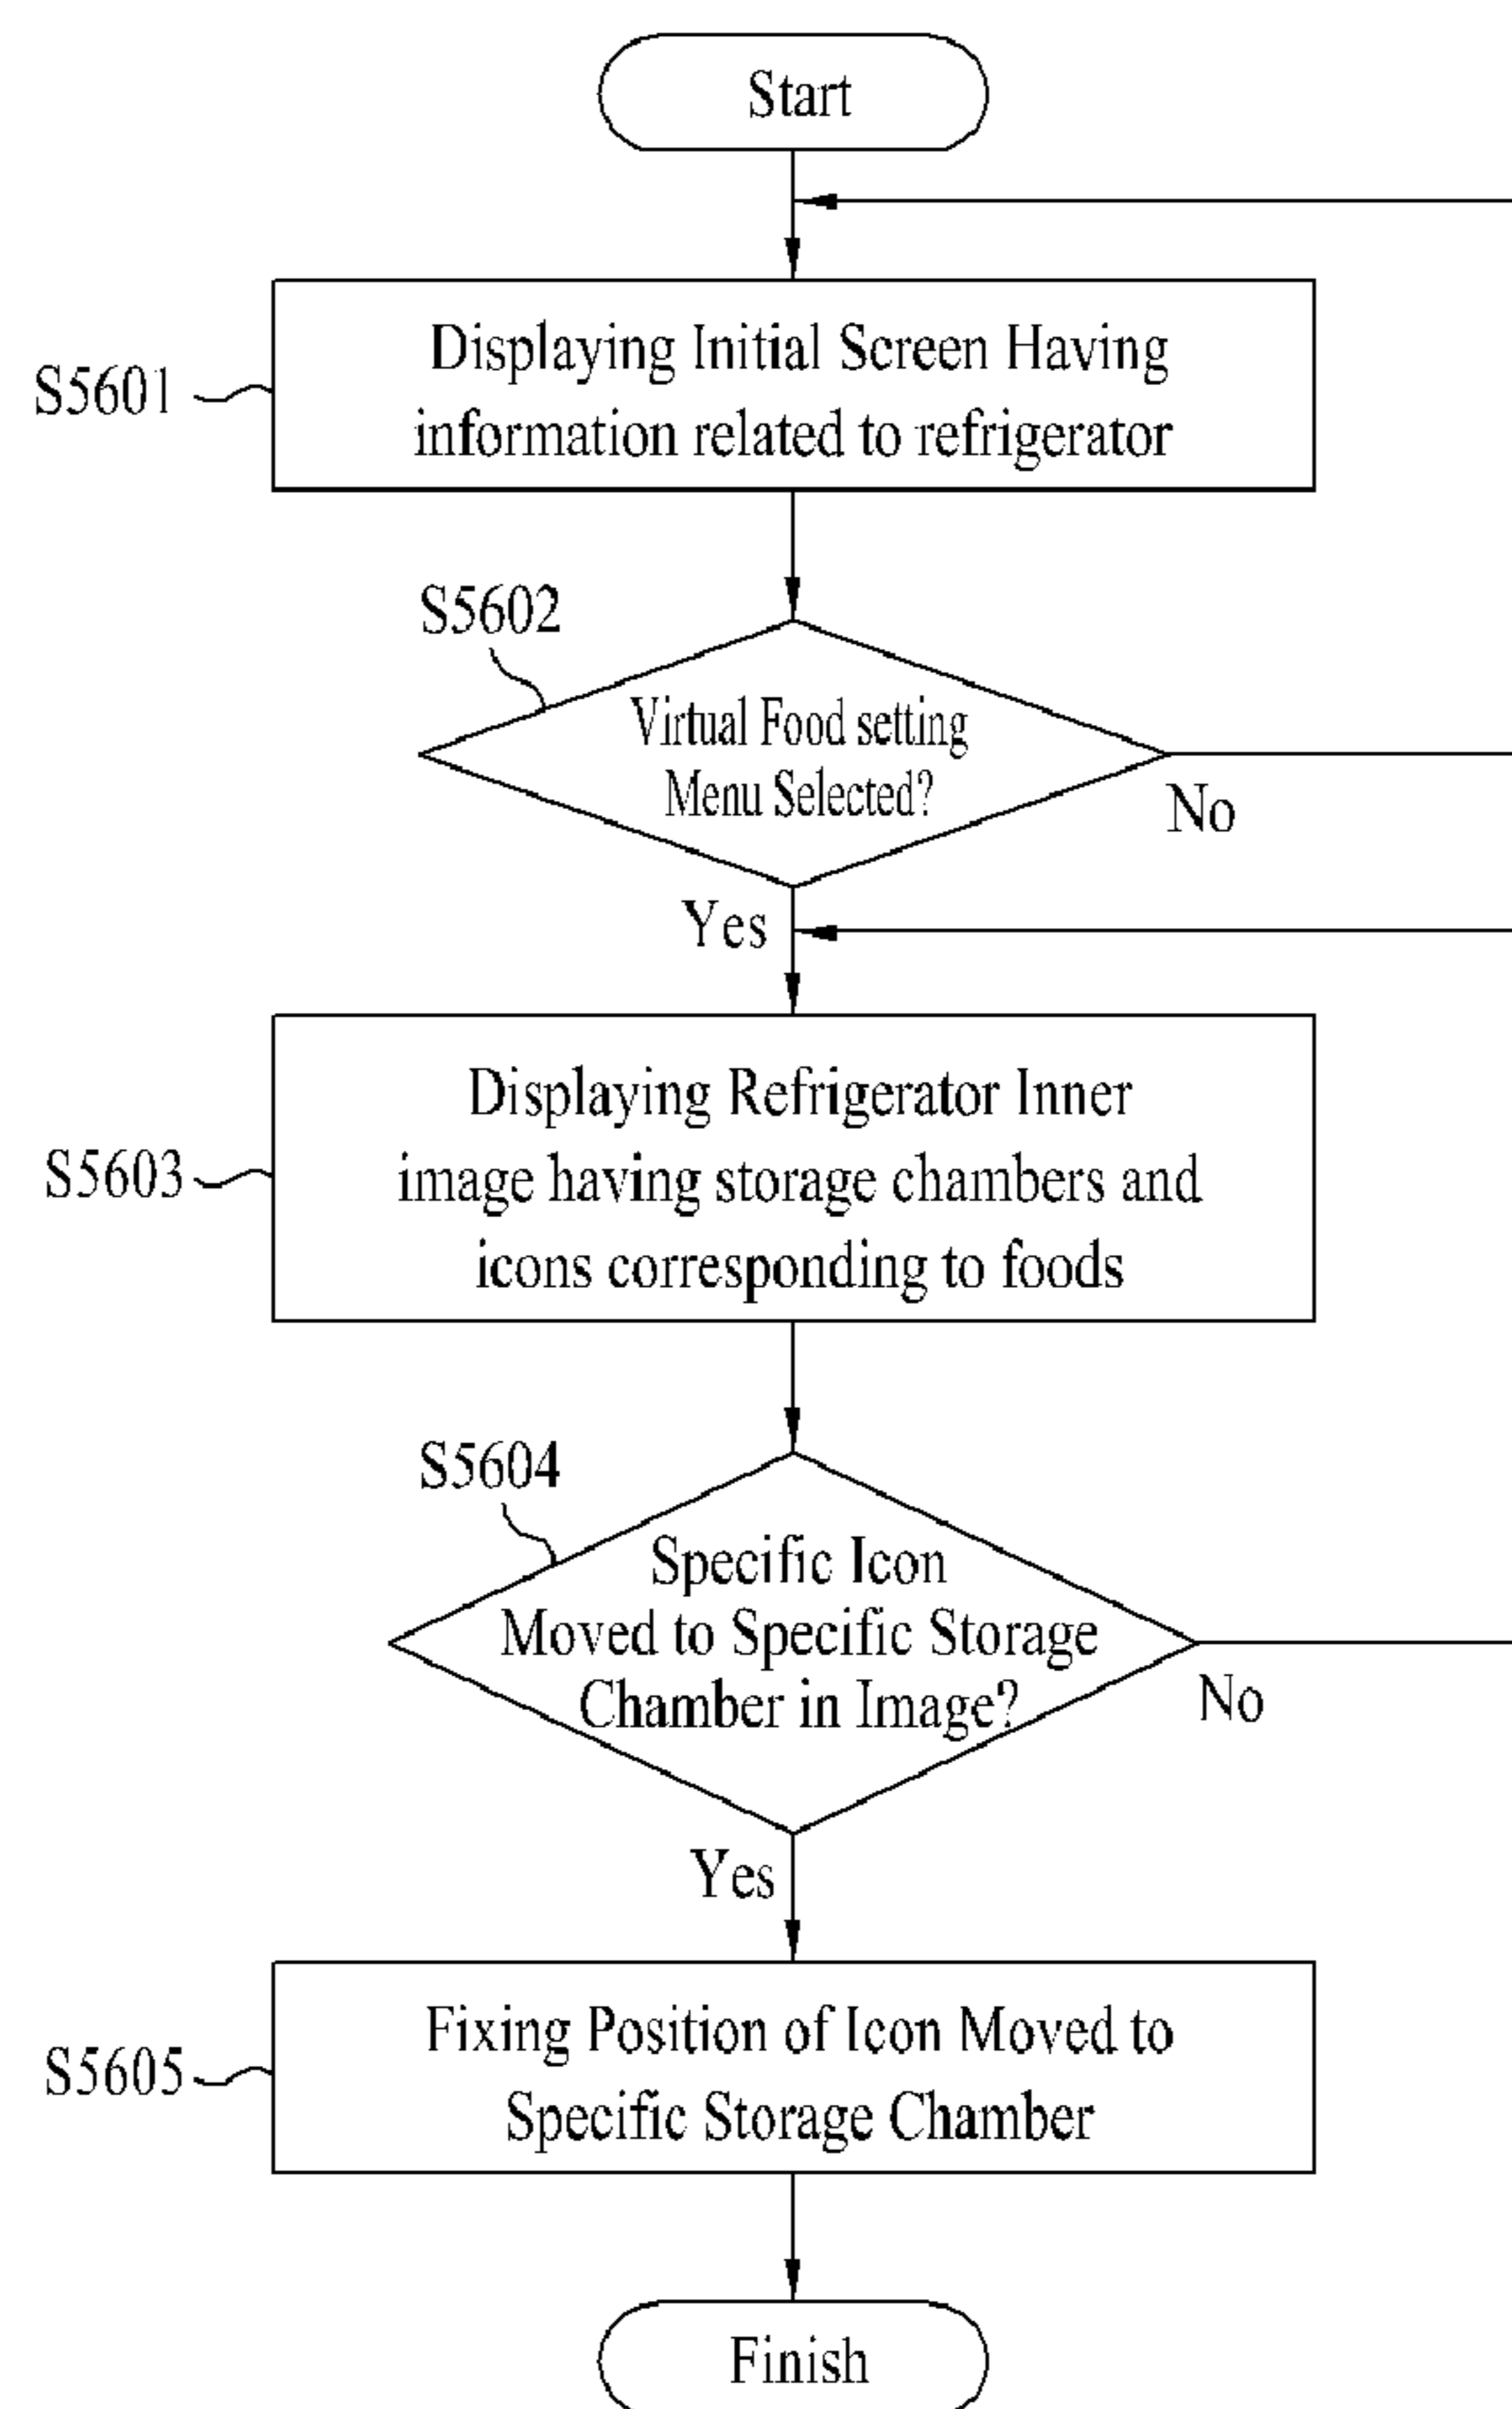 Start
S5601
Displaying Initial Screen Having
information related to refrigerator
S5602
Virtual Food setting
Menu Selected?
No
Yes
S5603
Displaying Refrigerator Inner
image having storage chambers and
icons corresponding to foods
S5604
Specific Icon
Moved to Specific Storage
Chamber in Image?
No
Yes
S5605
Fixing Position of Icon Moved to
Specific Storage Chamber
Finish